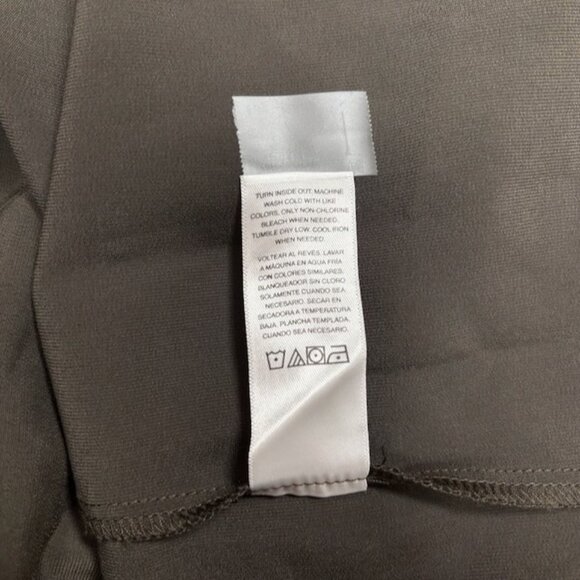 TURN INSIDE OUT. MACHINE
WASH COLD WITH LIKE
COLORS, ONLY NON-CHLORINE
BLEACH WHEN NEEDED.
TUMBLE DRY LOW. COOL IRON
WHEN NEEDED.
VOLTEAR AL REVES. LAVAR
A MÁQUINA EN AGUA FRÍA
CON COLORES SIMILARES.
BLANQUEADOR SIN CLORO
SOLAMENTE CUANDO SEA
NECESARIO. SECAR EN
SECADORA A TEMPERATURA
BAJA. PLANCHA TEMPLADA,
CUANDO SEA NECESARIO.